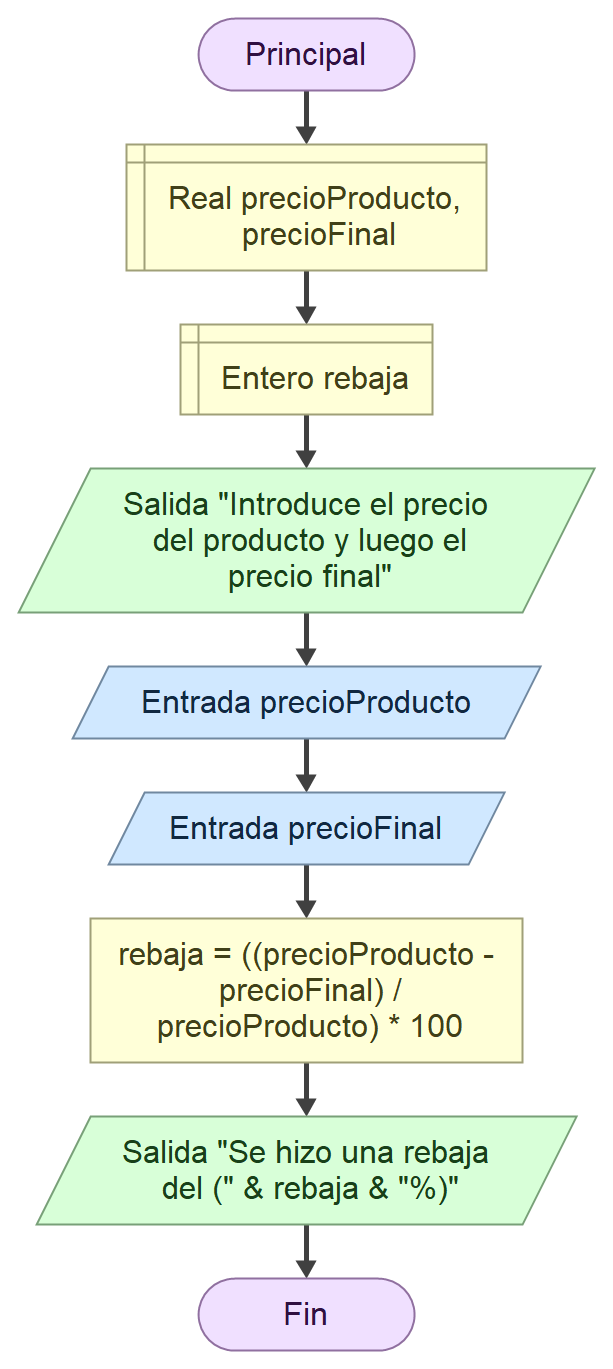 Principal
Real precioProducto,
precioFinal
Entero rebaja
Salida "Introduce el precio
del producto y luego el
precio final"
Entrada precioProducto
Entrada precioFinal
rebaja = ((precioProducto -
precioFinal) /
precioProducto) * 100
Salida "Se hizo una rebaja
del (" & rebaja & "%)"
Fin